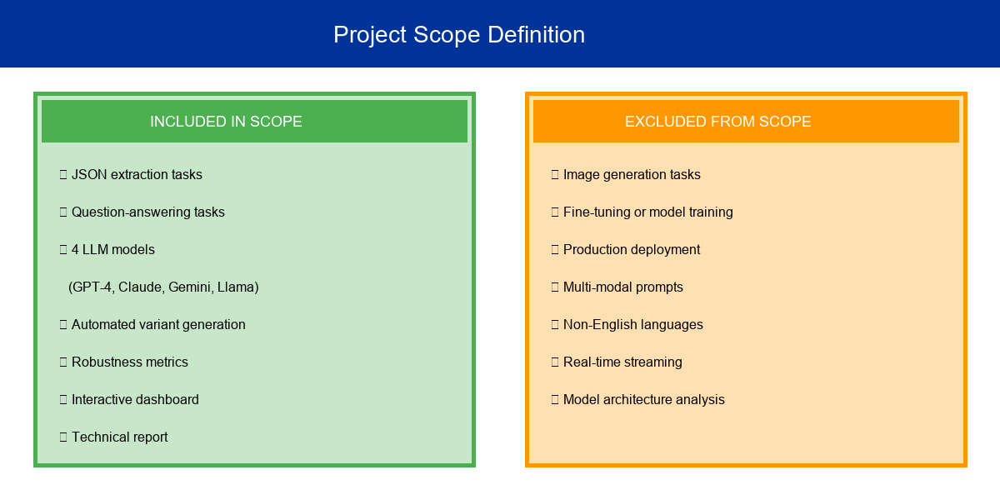 Project Scope Definition
INCLUDED IN SCOPE
JSON extraction tasks
Question-answering tasks
4 LLM models
(GPT-4, Claude, Gemini, Llama)
Automated variant generation
Robustness metrics
Interactive dashboard
Technical report
EXCLUDED FROM SCOPE
Image generation tasks
Fine-tuning or model training
Production deployment
Multi-modal prompts
Non-English languages
Real-time streaming
Model architecture analysis